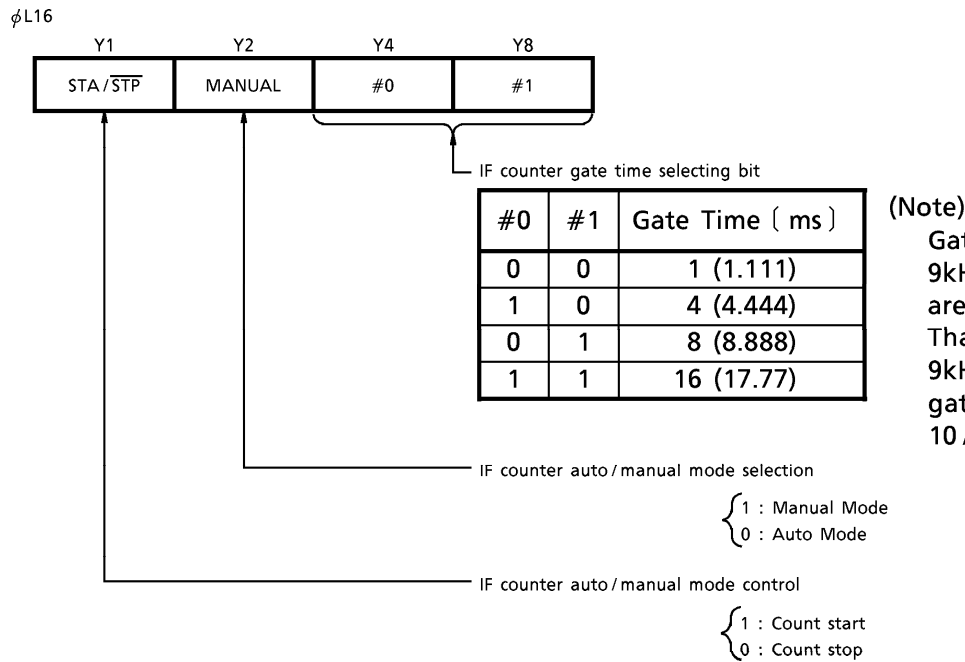 φL16
Y1 Y2 Y4 Y8
STA/STP MANUAL #0 #1
IF counter gate time selecting bit
#0 #1 Gate Time [ ms ]
0 0 1 (1.111)
1 0 4 (4.444)
0 1 8 (8.888)
1 1 16 (17.77)
(Note)
10
IF counter auto/manual mode selection
1 : Manual Mode
0 : Auto Mode
IF counter auto/manual mode control
1 : Count start
0 : Count stop